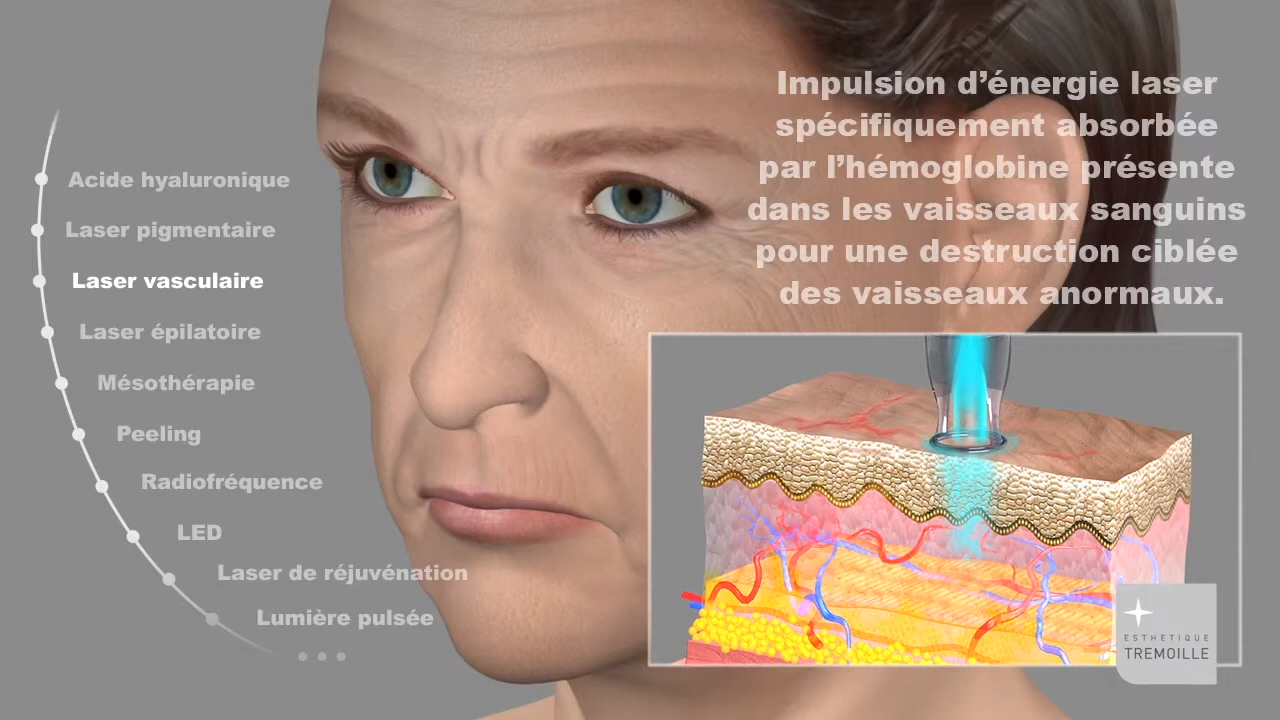 Acide hyaluronique
Laser pigmentaire
Laser vasculaire
Laser épilatoire
Mésothérapie
Peeling
Radiofréquence
LED
Laser de réjuvénation
Lumière pulsée
Impulsion d’énergie laser
spécifiquement absorbée
par l’hémoglobine présente
dans les vaisseaux sanguins
pour une destruction ciblée
des vaisseaux anormaux.
ESTHETIQUE
TREMOILLE